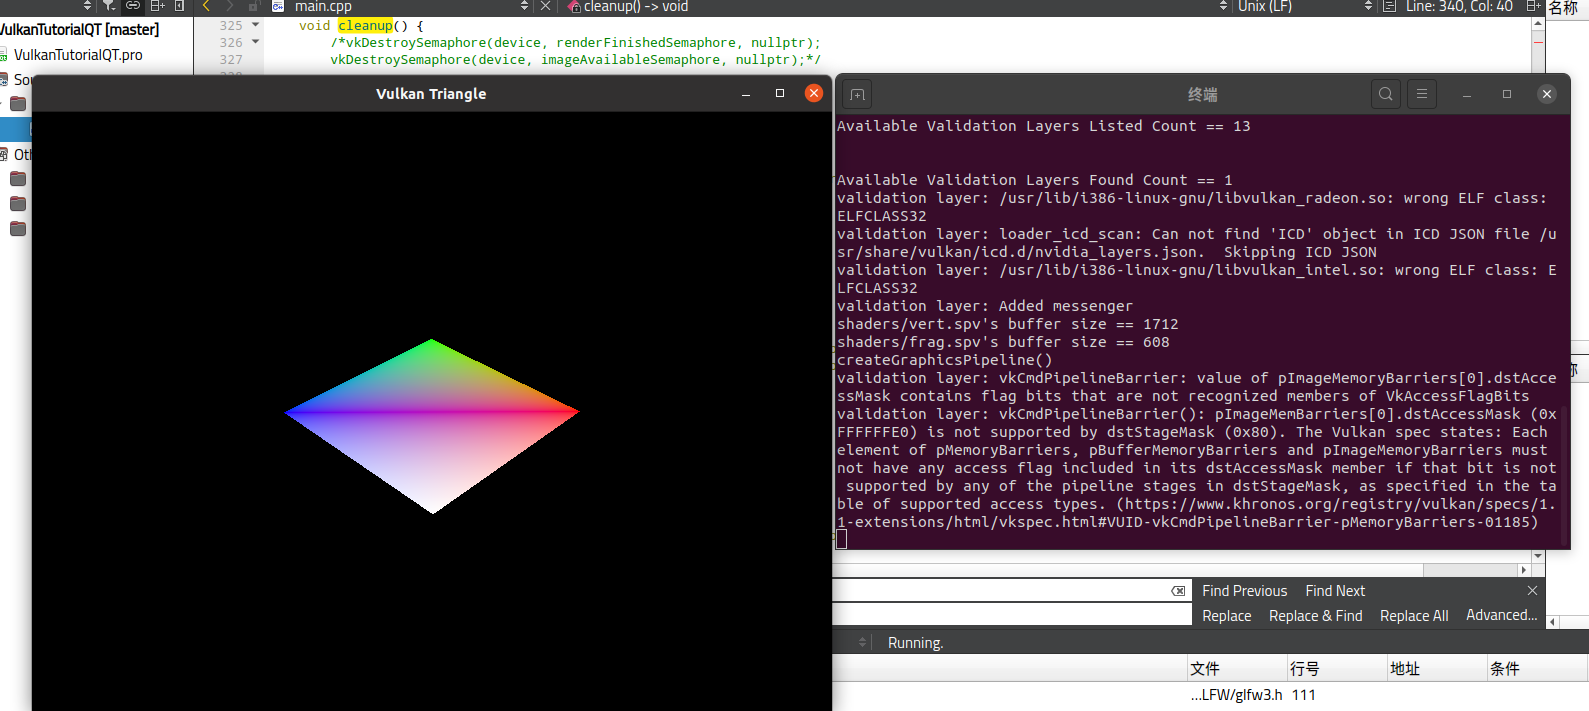 main.cpp
cleanup() -> void
Unix (LF)
Line: 340, Col: 40
名称
VulkanTutorialQT [master]
VulkanTutorialQT.pro
325 void cleanup() {
326 /*vkDestroySemaphore(device, renderFinishedSemaphore, nullptr);
327 vkDestroySemaphore(device, imageAvailableSemaphore, nullptr);*/
Vulkan Triangle
终端
Available Validation Layers Listed Count == 13
Available Validation Layers Found Count == 1
validation layer: /usr/lib/i386-linux-gnu/libvulkan_radeon.so: wrong ELF class:
ELFCLASS32
validation layer: loader_icd_scan: Can not find 'ICD' object in ICD JSON file /u
sr/share/vulkan/icd.d/nvidia_layers.json.  Skipping ICD JSON
validation layer: /usr/lib/i386-linux-gnu/libvulkan_intel.so: wrong ELF class: E
LFCLASS32
validation layer: Added messenger
shaders/vert.spv's buffer size == 1712
shaders/frag.spv's buffer size == 608
createGraphicsPipeline()
validation layer: vkCmdPipelineBarrier: value of pImageMemoryBarriers[0].dstAcce
ssMask contains flag bits that are not recognized members of VkAccessFlagBits
validation layer: vkCmdPipelineBarrier(): pImageMemBarriers[0].dstAccessMask (0x
FFFFFFE0) is not supported by dstStageMask (0x80). The Vulkan spec states: Each
element of pMemoryBarriers, pBufferMemoryBarriers and pImageMemoryBarriers must
not have any access flag included in its dstAccessMask member if that bit is not
 supported by any of the pipeline stages in dstStageMask, as specified in the ta
ble of supported access types. (https://www.khronos.org/registry/vulkan/specs/1.
1-extensions/html/vkspec.html#VUID-vkCmdPipelineBarrier-pMemoryBarriers-01185)
Find Previous
Find Next
Replace
Replace & Find
Replace All
Advanced...
Running.
文件
行号
地址
条件
...LFW/glfw3.h
111